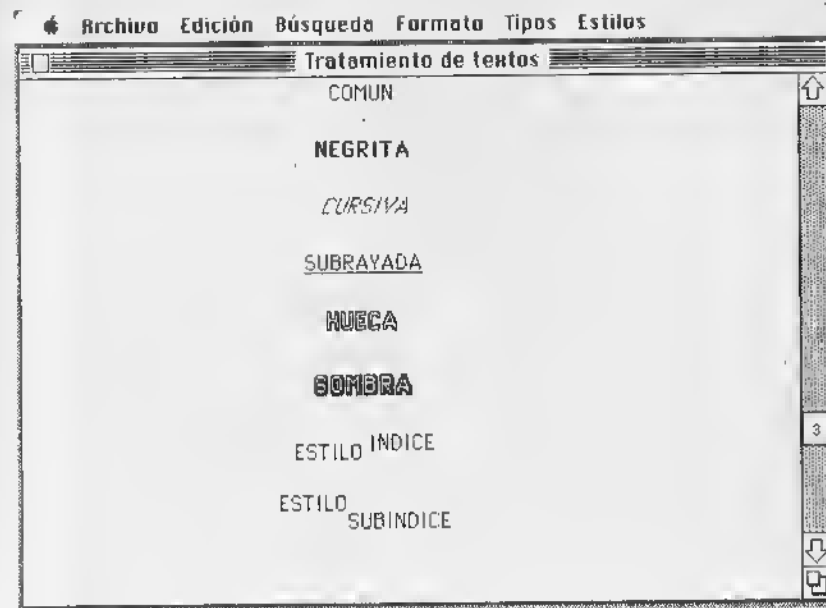 Archivo Edición Búsqueda Formato Tipos Estilos
Tratamiento de textos
COMUN
NEGRITA
CURSIVA
SUBRAYADA
HUECA
SOMBRA
ESTILO INDICE
ESTILO SUBINDICE
3